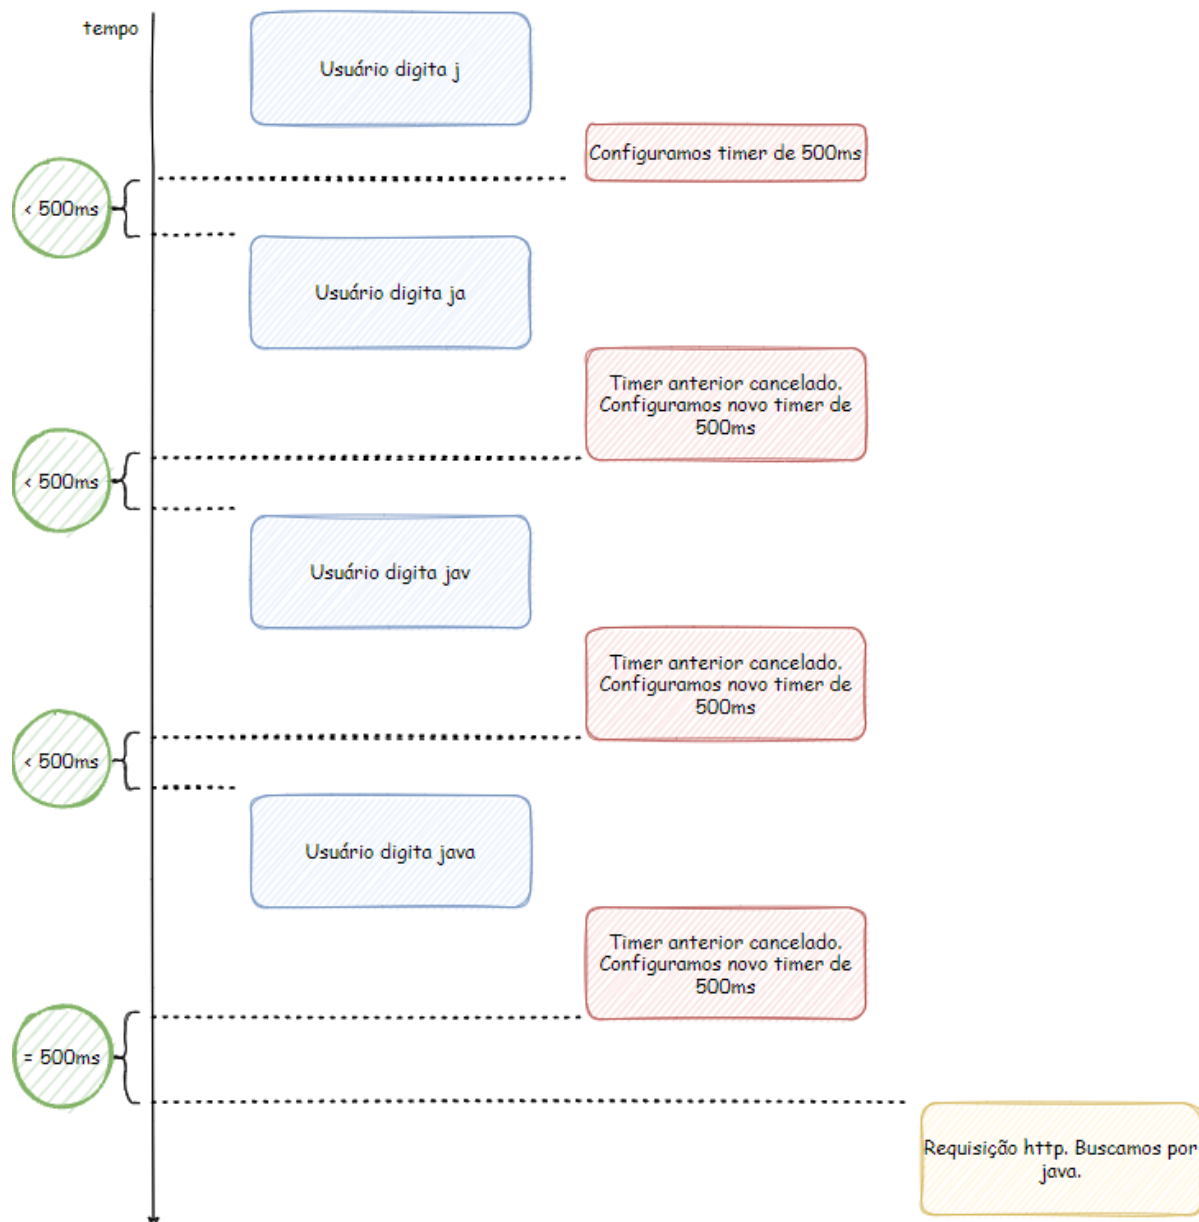 tempo
Usuário digita j
Configuramos timer de 500ms
< 500ms
Usuário digita ja
Timer anterior cancelado.
Configuramos novo timer de
500ms
< 500ms
Usuário digita jav
Timer anterior cancelado.
Configuramos novo timer de
500ms
< 500ms
Usuário digita java
Timer anterior cancelado.
Configuramos novo timer de
500ms
= 500ms
Requisição http. Buscamos por
java.